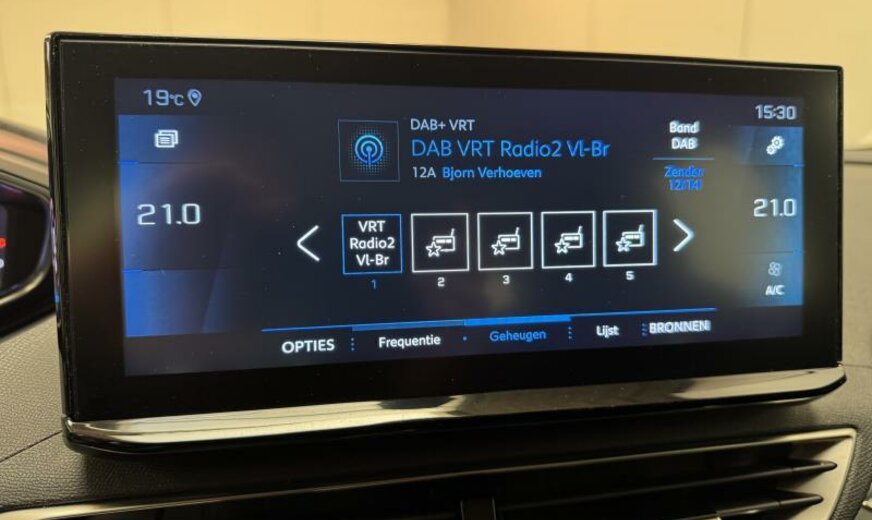 19°C
15:30
DAB+ VRT
DAB VRT Radio2 Vl-Br
12A Bjorn Verhoeven
Band
DAB
Zender
12/14
21.0
21.0
VRT
Radio2
Vl-Br
1
2
3
4
5
A/C
OPTIES
Frequentie
Geheugen
Lijst
BRONNEN